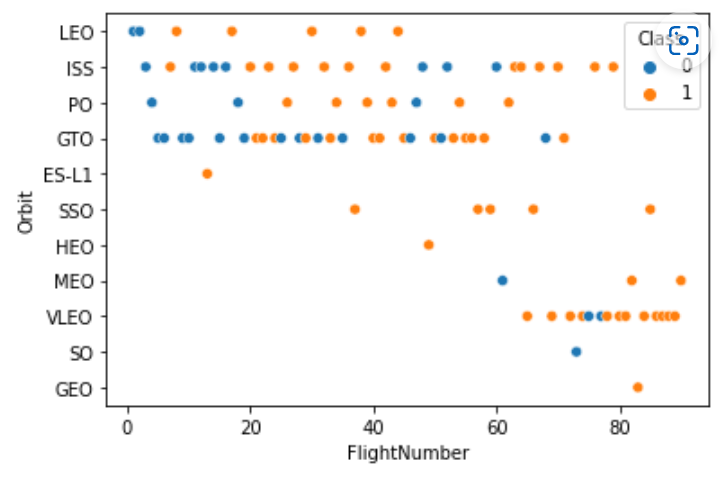 LEO
ISS
PO
GTO
ES-L1
SSO
HEO
MEO
VLEO
SO
GEO
Orbit
0 20 40 60 80
FlightNumber
Class
0
1